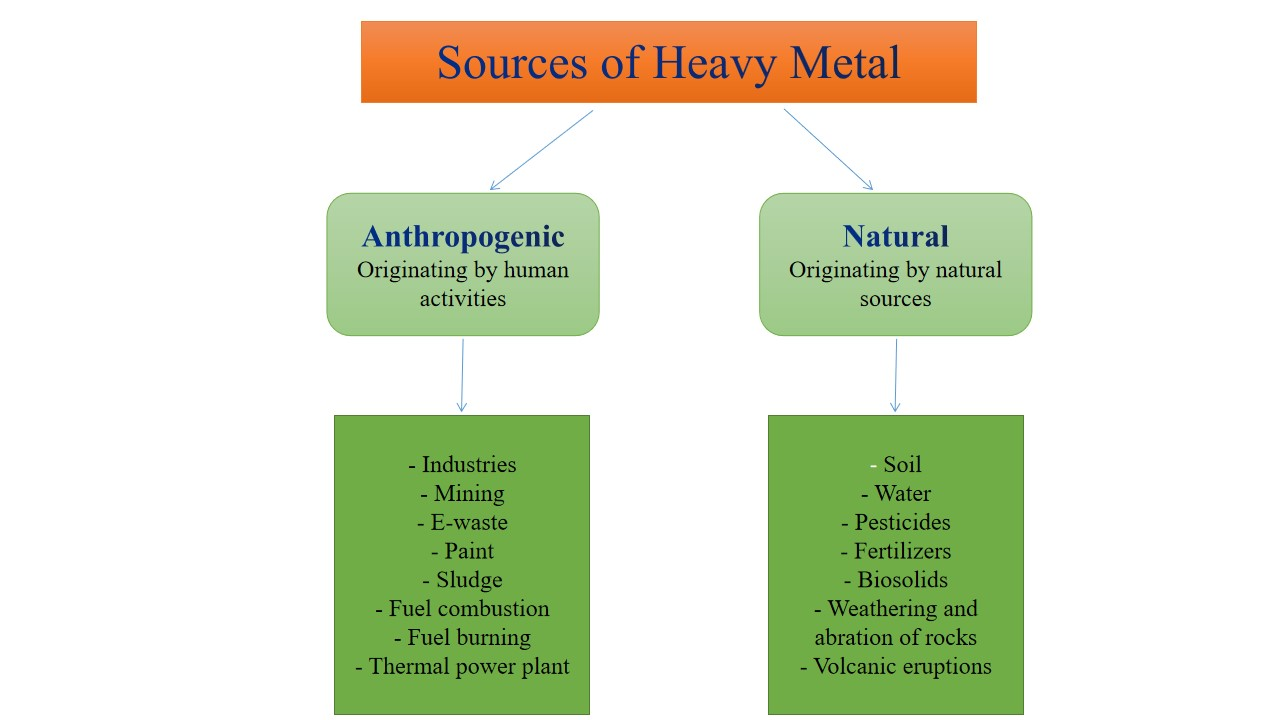 Sources of Heavy Metal
Anthropogenic
Originating by human
activities
Natural
Originating by natural
sources
- Industries
- Mining
- E-waste
- Paint
- Sludge
- Fuel combustion
- Fuel burning
- Thermal power plant
- Soil
- Water
- Pesticides
- Fertilizers
- Biosolids
- Weathering and
abration of rocks
- Volcanic eruptions